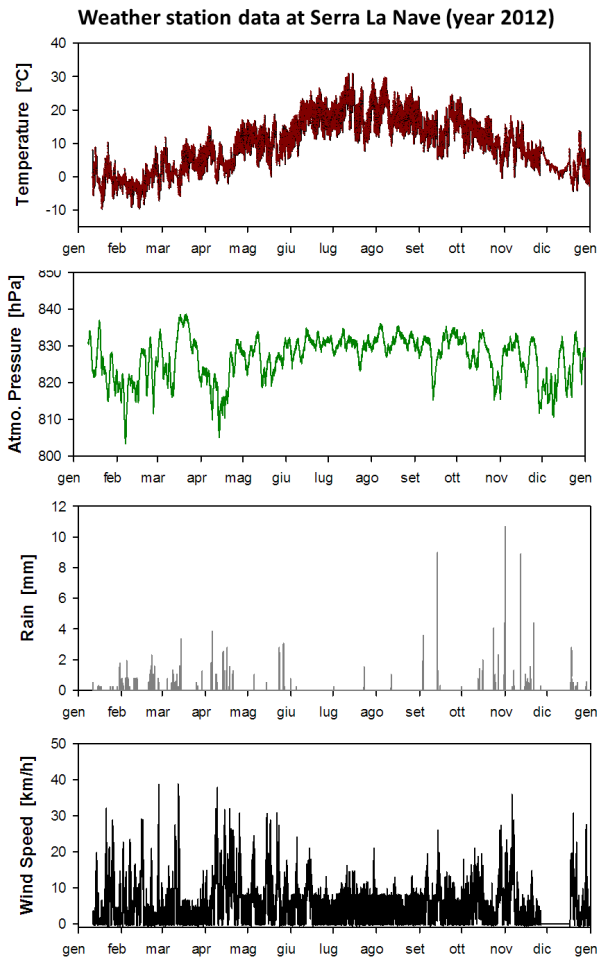 Weather station data at Serra La Nave (year 2012)
Temperature [°C]
40
30
20
10
0
-10
gen feb mar apr mag giu lug ago set ott nov dic gen
Atmo. Pressure [hPa]
850
840
830
820
810
800
gen feb mar apr mag giu lug ago set ott nov dic gen
Rain [mm]
12
10
8
6
4
2
0
gen feb mar apr mag giu lug ago set ott nov dic gen
Wind Speed [km/h]
50
40
30
20
10
0
gen feb mar apr mag giu lug ago set ott nov dic gen